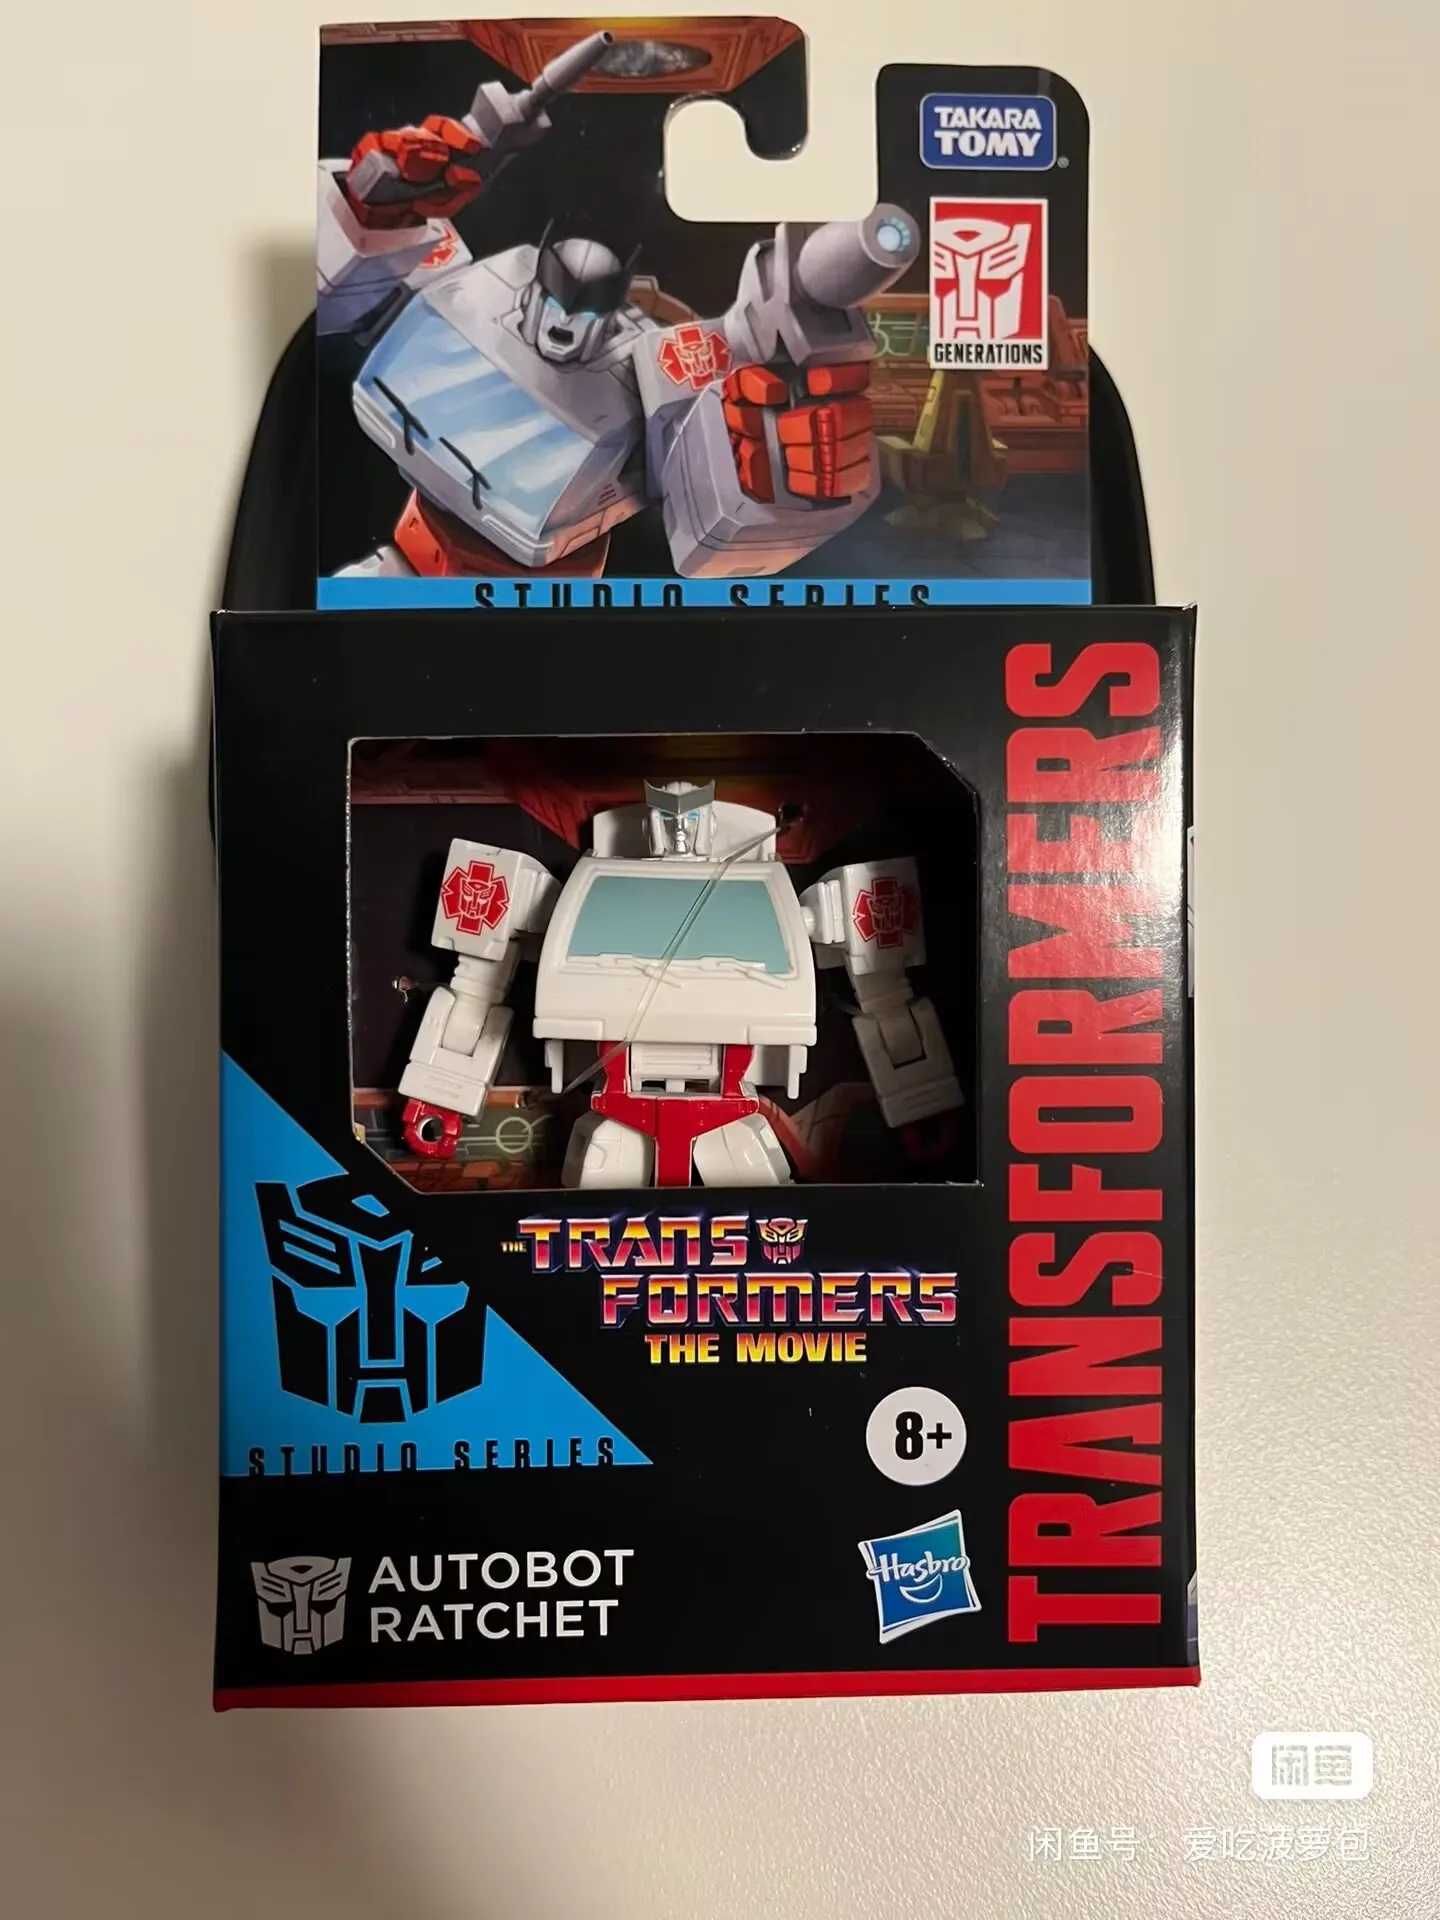 TAKARA
TOMY
GENERATIONS
STUDIO SERIES
TRANSFORMERS
THE TRANS
FORMERS
THE MOVIE
8+
STUDIO SERIES
AUTOBOT
RATCHET
Hasbro
闲鱼
闲鱼号：爱吃菠萝包